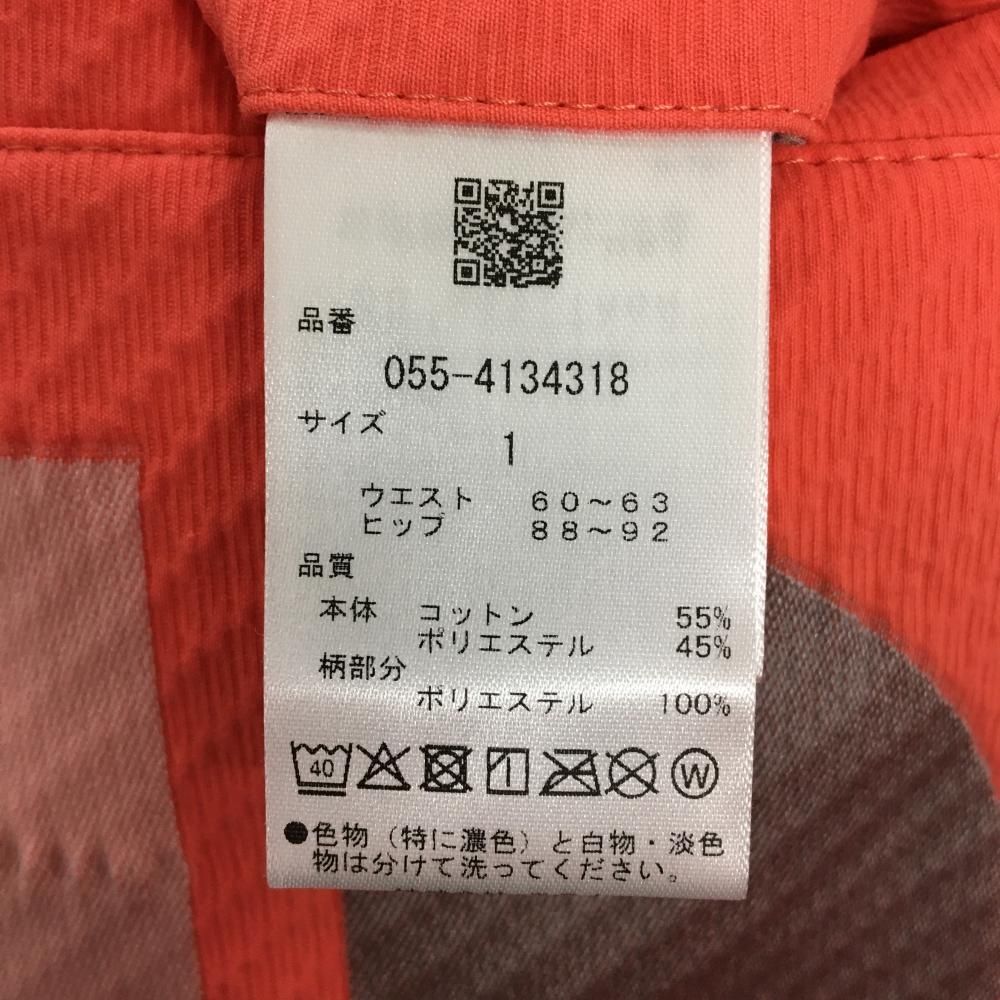 品番
055-4134318
サイズ
1
ウエスト 60～63
ヒップ 88～92
品質
本体 コットン 55%
ポリエステル 45%
柄部分
ポリエステル 100%
40 W
●色物（特に濃色）と白物・淡色
物は分けて洗ってください。